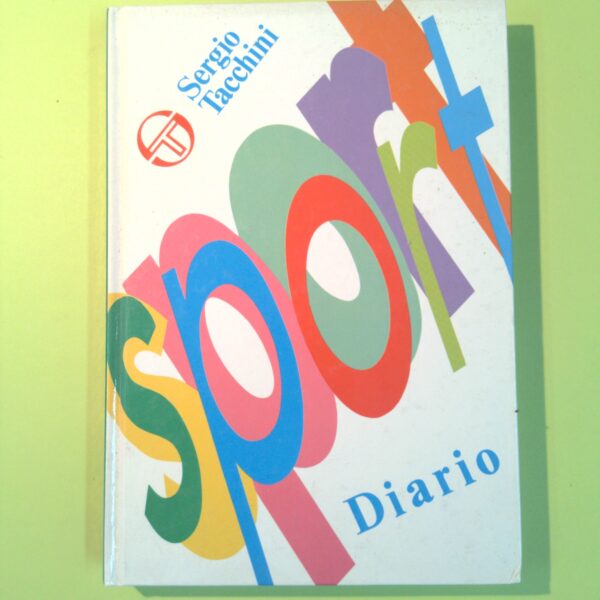 Sergio
Tacchini
sport
Diario